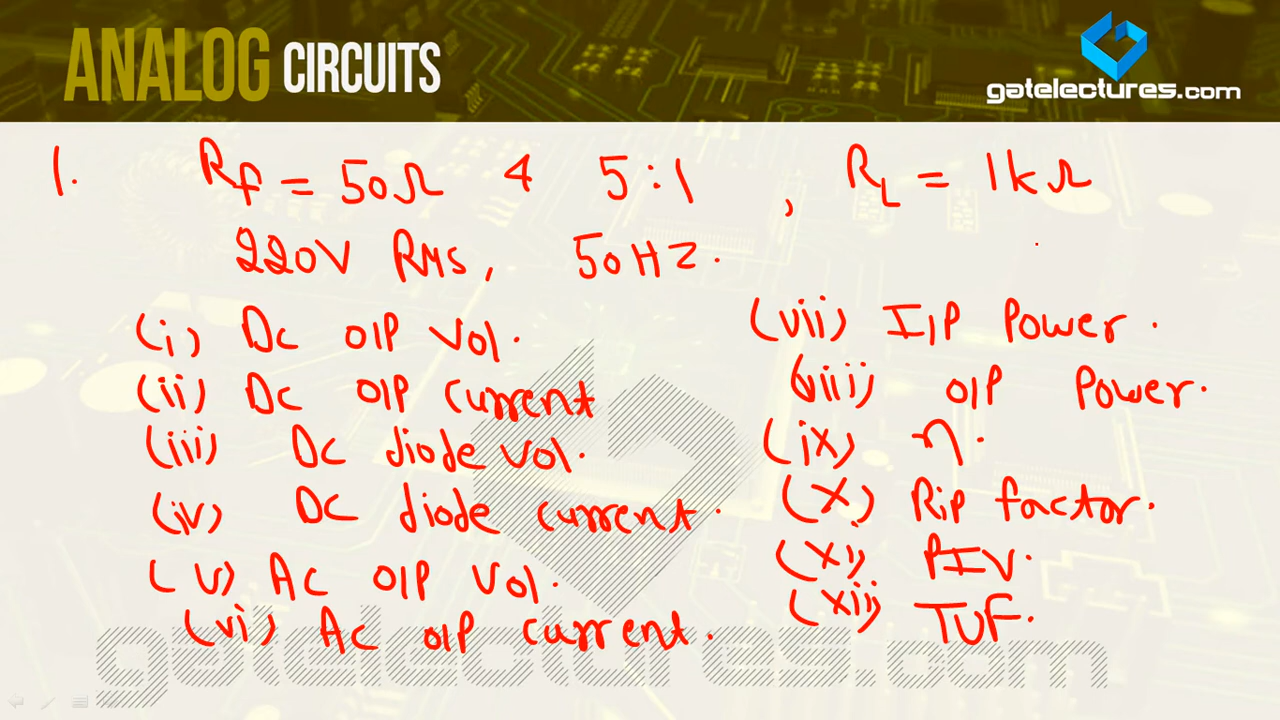 ANALOG CIRCUITS
gatelectures.com
1. Rf = 50Ω & 5:1 , RL = 1kΩ
220V RMS, 50Hz.
(i) Dc O/P Vol.
(ii) Dc O/P Current
(iii) Dc diode Vol.
(iv) DC diode current.
(v) Ac O/P Vol.
(vi) Ac O/P current.
(vii) I/P Power.
(viii) O/P Power.
(ix) η.
(x) Rip factor.
(xi) PIV.
(xii) TUF.
gatelectures.com